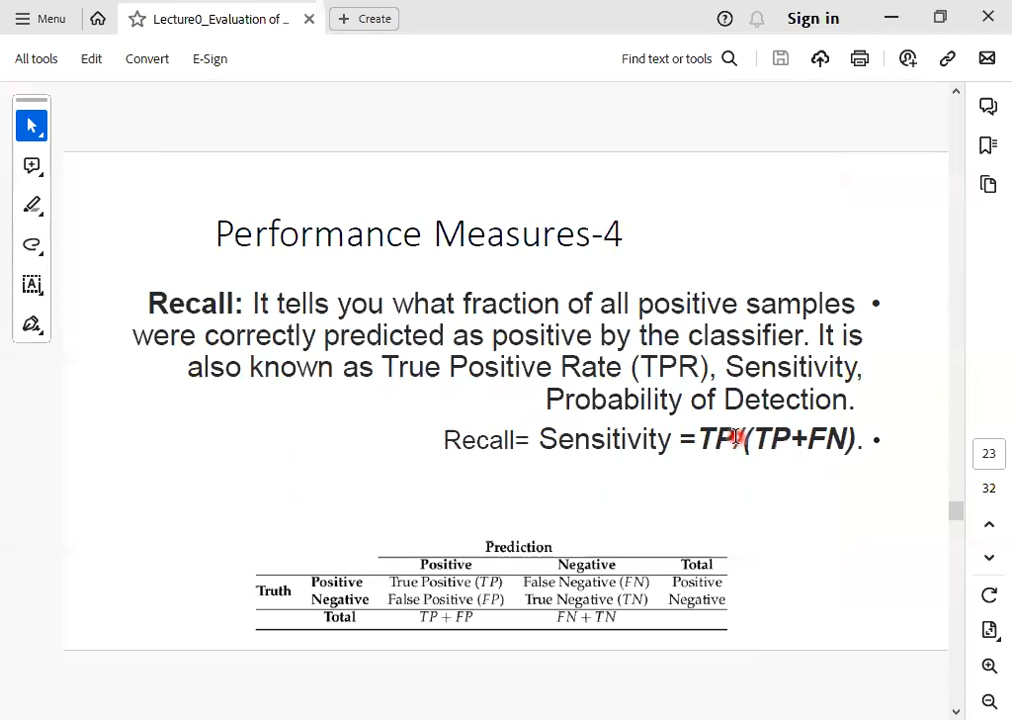 Menu
Lecture0_Evaluation of ...
Create
Sign in
All tools
Edit
Convert
E-Sign
Find text or tools
Performance Measures-4
Recall: It tells you what fraction of all positive samples •
were correctly predicted as positive by the classifier. It is
also known as True Positive Rate (TPR), Sensitivity,
Probability of Detection.
Recall= Sensitivity =TP/(TP+FN). •
Prediction
Positive Negative Total
Truth Positive True Positive (TP) False Negative (FN) Positive
Negative False Positive (FP) True Negative (TN) Negative
Total TP + FP FN + TN
23
32